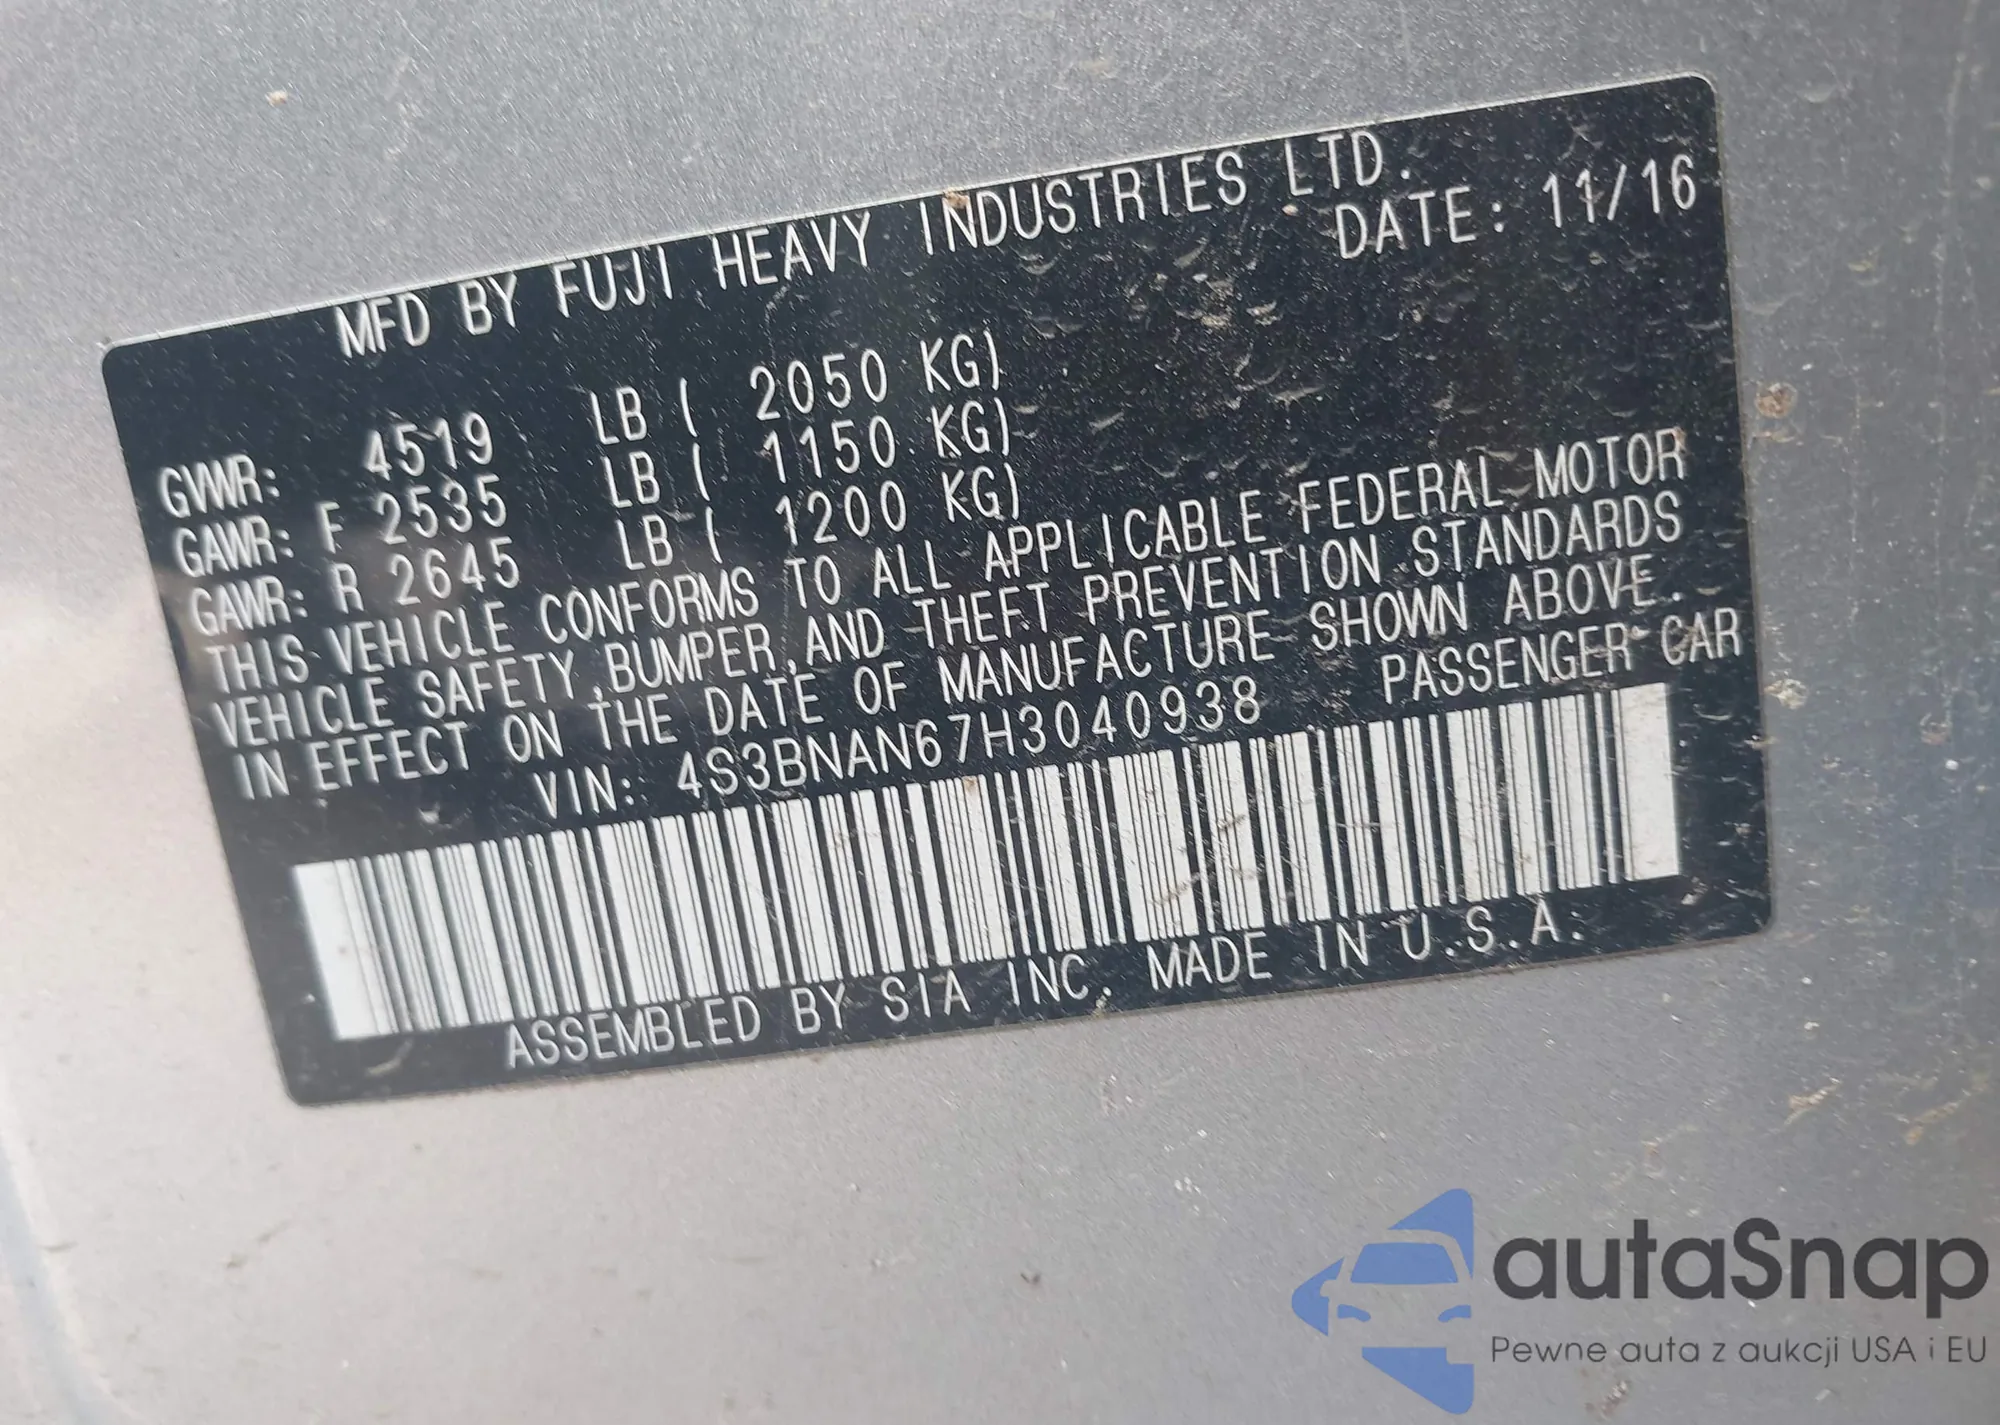 MFD BY FUJI HEAVY INDUSTRIES LTD.
DATE: 11/16
GVWR: 4519 LB ( 2050 KG)
GAWR: F 2535 LB ( 1150 KG)
GAWR: R 2645 LB ( 1200 KG)
THIS VEHICLE CONFORMS TO ALL APPLICABLE FEDERAL MOTOR
VEHICLE SAFETY,BUMPER,AND THEFT PREVENTION STANDARDS
IN EFFECT ON THE DATE OF MANUFACTURE SHOWN ABOVE.
VIN: 4S3BNAN67H3040938 PASSENGER CAR
ASSEMBLED BY SIA INC. MADE IN U.S.A.
autaSnap
Pewne auta z aukcji USA i EU